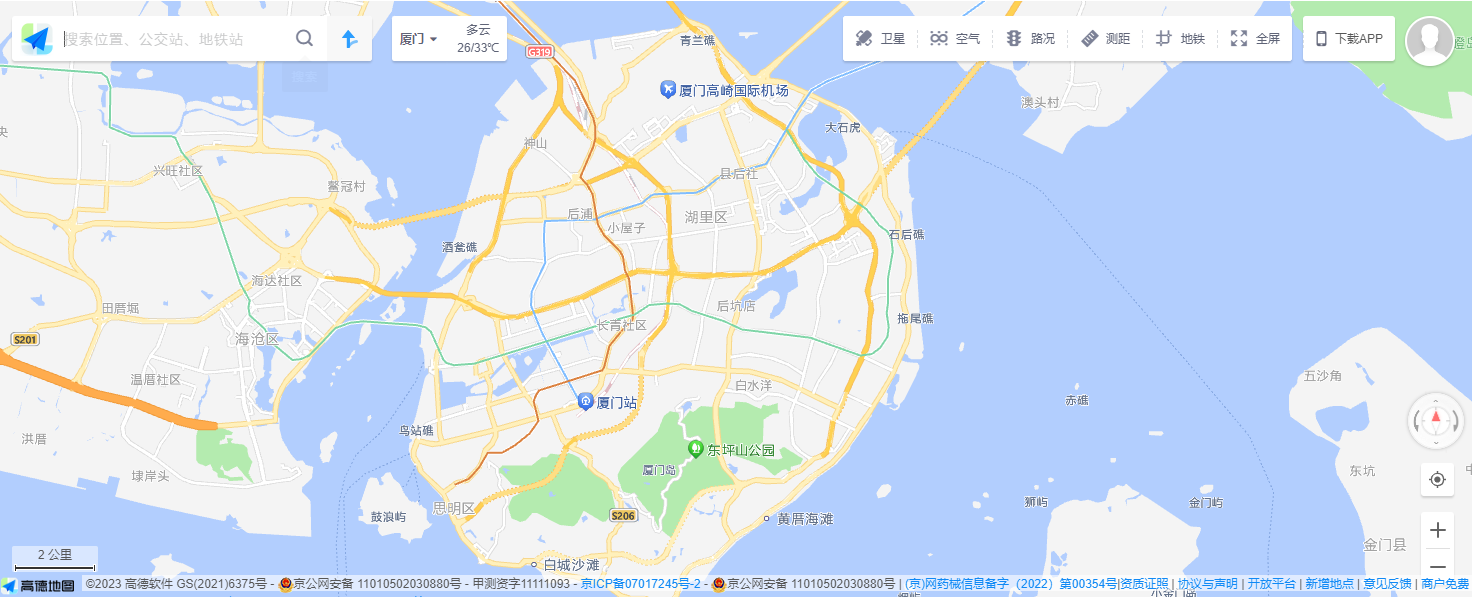 搜索位置、公交站、地铁站
厦门
多云
26/33℃
卫星
空气
路况
测距
地铁
全屏
下载APP
G319
青兰礁
厦门高崎国际机场
澳头村
大石虎
神山
兴旺社区
鳌冠村
县后社
后浦
湖里区
小屋子
酒瓮礁
石后礁
海达社区
田厝堀
后坑店
拖尾礁
长青社区
S201
海沧区
温厝社区
白水洋
五沙角
赤礁
厦门站
鸟站礁
洪厝
东坪山公园
厦门岛
埭岸头
东坑
狮屿
金门屿
思明区
鼓浪屿
S206
黄厝海滩
金门县
2 公里
白城沙滩
高德地图
©2023 高德软件 GS(2021)6375号 - 京公网安备 11010502030880号 - 甲测资字11111093 - 京ICP备07017245号-2 - 京公网安备 11010502030880号 | (京)网药械信息备字（2022）第00354号|资质证照 | 协议与声明 | 开放平台 | 新增地点 | 意见反馈 | 商户免费